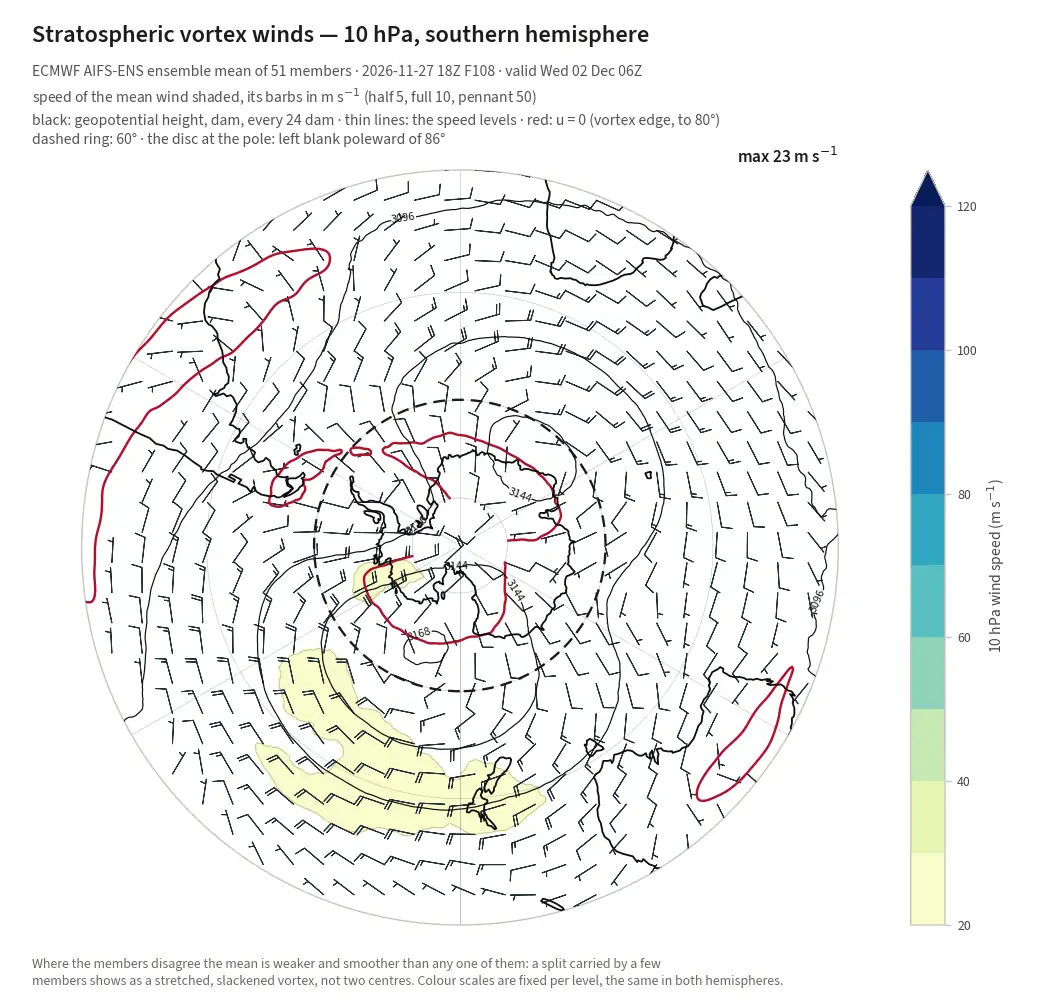 Stratospheric vortex winds — 10 hPa, southern hemisphere
ECMWF AIFS-ENS ensemble mean of 51 members · 2026-11-27 18Z F108 · valid Wed 02 Dec 06Z
speed of the mean wind shaded, its barbs in m s⁻¹ (half 5, full 10, pennant 50)
black: geopotential height, dam, every 24 dam · thin lines: the speed levels · red: u = 0 (vortex edge, to 80°)
dashed ring: 60° · the disc at the pole: left blank poleward of 86°
max 23 m s⁻¹
3096
3144
3144
3144
3168
3096
120
100
80
60
40
20
10 hPa wind speed (m s⁻¹)
Where the members disagree the mean is weaker and smoother than any one of them: a split carried by a few
members shows as a stretched, slackened vortex, not two centres. Colour scales are fixed per level, the same in both hemispheres.